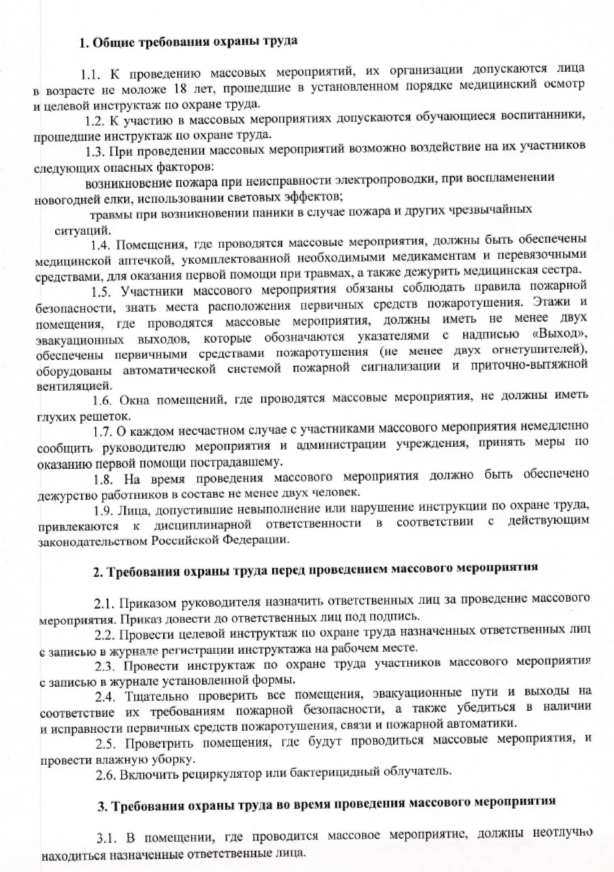 1. Общие требования охраны труда
1.1. К проведению массовых мероприятий, их организации допускаются лица
в возрасте не моложе 18 лет, прошедшие в установленном порядке медицинский осмотр
и целевой инструктаж по охране труда.
1.2. К участию в массовых мероприятиях допускаются обучающиеся воспитанники,
прошедшие инструктаж по охране труда.
1.3. При проведении массовых мероприятий возможно воздействие на их участников
следующих опасных факторов:
возникновение пожара при неисправности электропроводки, при воспламенении
новогодней елки, использовании световых эффектов;
травмы при возникновении паники в случае пожара и других чрезвычайных
ситуаций.
1.4. Помещения, где проводятся массовые мероприятия, должны быть обеспечены
медицинской аптечкой, укомплектованной необходимыми медикаментам и перевязочными
средствами, для оказания первой помощи при травмах, а также дежурить медицинская сестра.
1.5. Участники массового мероприятия обязаны соблюдать правила пожарной
безопасности, знать места расположения первичных средств пожаротушения. Этажи и
помещения, где проводятся массовые мероприятия, должны иметь не менее двух
эвакуационных выходов, которые обозначаются указателями с надписью «Выход»,
обеспечены первичными средствами пожаротушения (не менее двух огнетушителей),
оборудованы автоматической системой пожарной сигнализации и приточно-вытяжной
вентиляцией.
1.6. Окна помещений, где проводятся массовые мероприятия, не должны иметь
глухих решеток.
1.7. О каждом несчастном случае с участниками массового мероприятия немедленно
сообщить руководителю мероприятия и администрации учреждения, принять меры по
оказанию первой помощи пострадавшему.
1.8. На время проведения массового мероприятия должно быть обеспечено
дежурство работников в составе не менее двух человек.
1.9. Лица, допустившие невыполнение или нарушение инструкции по охране труда,
привлекаются к дисциплинарной ответственности в соответствии с действующим
законодательством Российской Федерации.
2. Требования охраны труда перед проведением массового мероприятия
2.1. Приказом руководителя назначить ответственных лиц за проведение массового
мероприятия. Приказ довести до ответственных лиц под подпись.
2.2. Провести целевой инструктаж по охране труда назначенных ответственных лиц
с записью в журнале регистрации инструктажа на рабочем месте.
2.3. Провести инструктаж по охране труда участников массового мероприятия
с записью в журнале установленной формы.
2.4. Тщательно проверить все помещения, эвакуационные пути и выходы на
соответствие их требованиям пожарной безопасности, а также убедиться в наличии
и исправности первичных средств пожаротушения, связи и пожарной автоматики.
2.5. Проветрить помещения, где будут проводиться массовые мероприятия, и
провести влажную уборку.
2.6. Включить рециркулятор или бактерицидный облучатель.
3. Требования охраны труда во время проведения массового мероприятия
3.1. В помещении, где проводится массовое мероприятие, должны неотлучно
находиться назначенные ответственные лица.